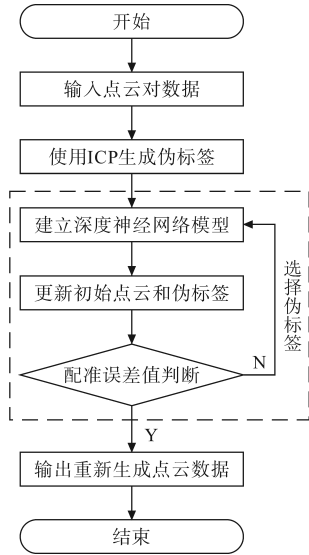 开始
输入点云对数据
使用ICP生成伪标签
建立深度神经网络模型
更新初始点云和伪标签
选择伪标签
配准误差值判断
N
Y
输出重新生成点云数据
结束